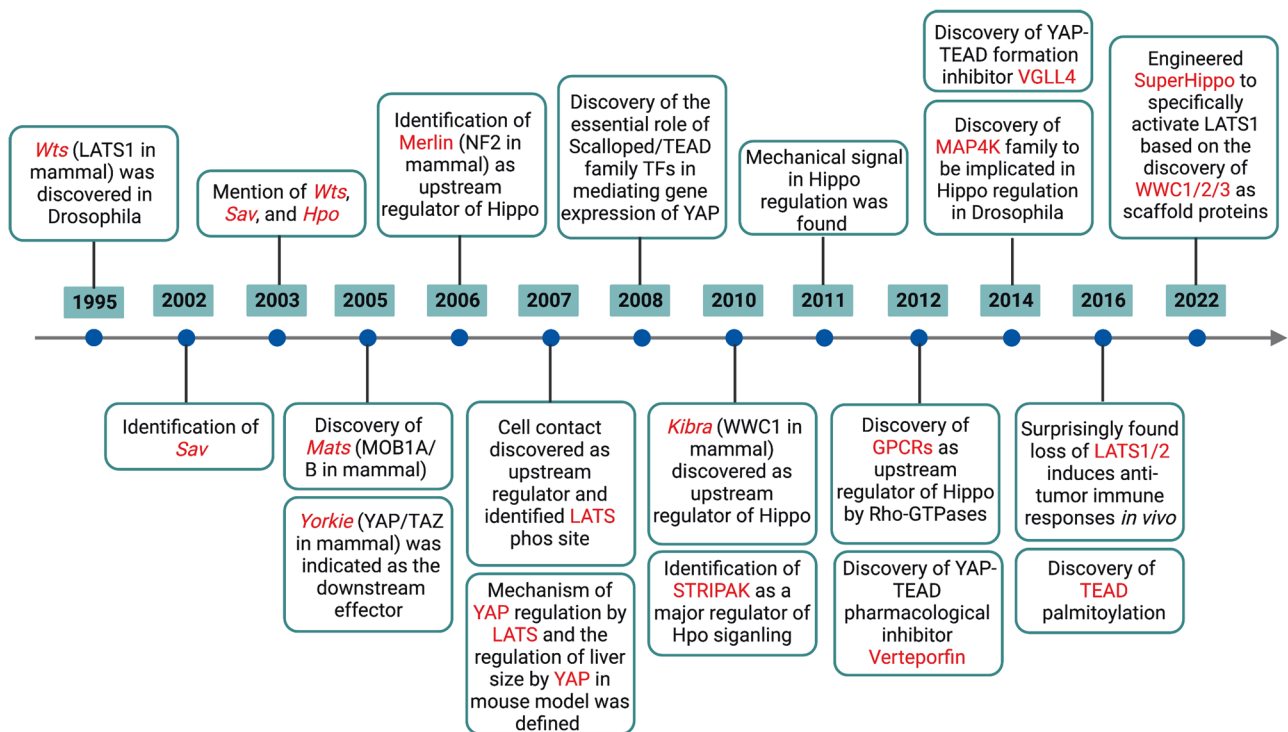 Wts (LATS1 in
mammal) was
discovered in
Drosophila
Mention of Wts,
Sav, and Hpo
Identification of
Merlin (NF2 in
mammal) as
upstream
regulator of Hippo
Discovery of the
essential role of
Scalloped/TEAD
family TFs in
mediating gene
expression of YAP
Mechanical signal
in Hippo
regulation was
found
Discovery of YAP-
TEAD formation
inhibitor VGLL4
Discovery of
MAP4K family to
be implicated in
Hippo regulation
in Drosophila
Engineered
SuperHippo to
specifically
activate LATS1
based on the
discovery of
WWC1/2/3 as
scaffold proteins
1995
2002
2003
2005
2006
2007
2008
2010
2011
2012
2014
2016
2022
Identification of
Sav
Discovery of
Mats (MOB1A/
B in mammal)
Yorkie (YAP/TAZ
in mammal) was
indicated as the
downstream
effector
Cell contact
discovered as
upstream
regulator and
identified LATS
phos site
Mechanism of
YAP regulation by
LATS and the
regulation of liver
size by YAP in
mouse model was
defined
Kibra (WWC1 in
mammal)
discovered as
upstream
regulator of Hippo
Identification of
STRIPAK as a
major regulator of
Hpo siganling
Discovery of
GPCRs as
upstream
regulator of Hippo
by Rho-GTPases
Discovery of YAP-
TEAD
pharmacological
inhibitor
Verteporfin
Surprisingly found
loss of LATS1/2
induces anti-
tumor immune
responses in vivo
Discovery of
TEAD
palmitoylation